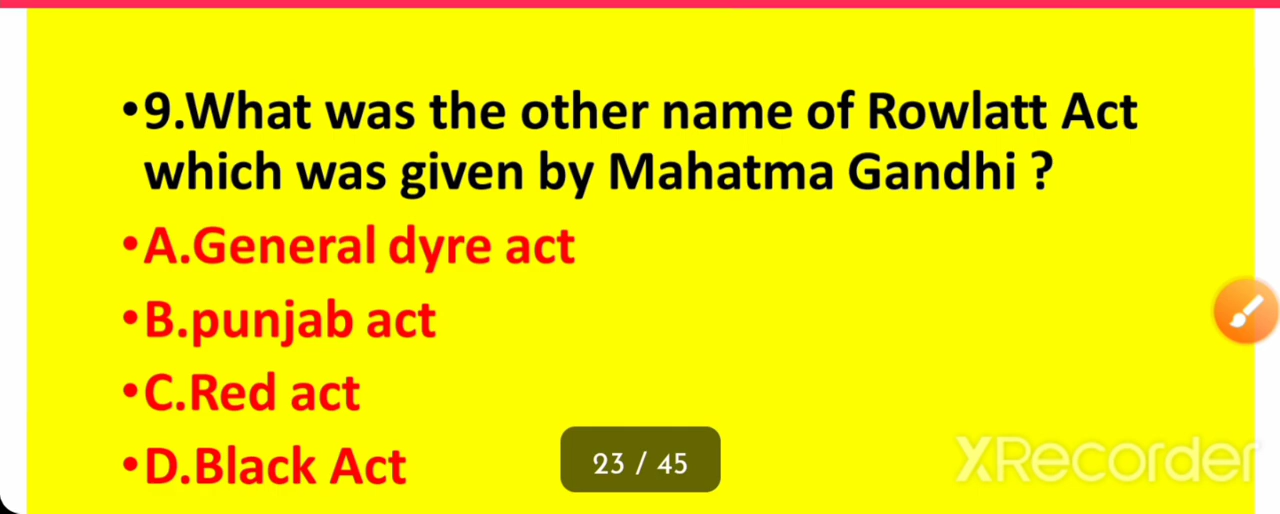 •9.What was the other name of Rowlatt Act
which was given by Mahatma Gandhi ?
•A.General dyre act
•B.punjab act
•C.Red act
•D.Black Act
23 / 45
XRecorder